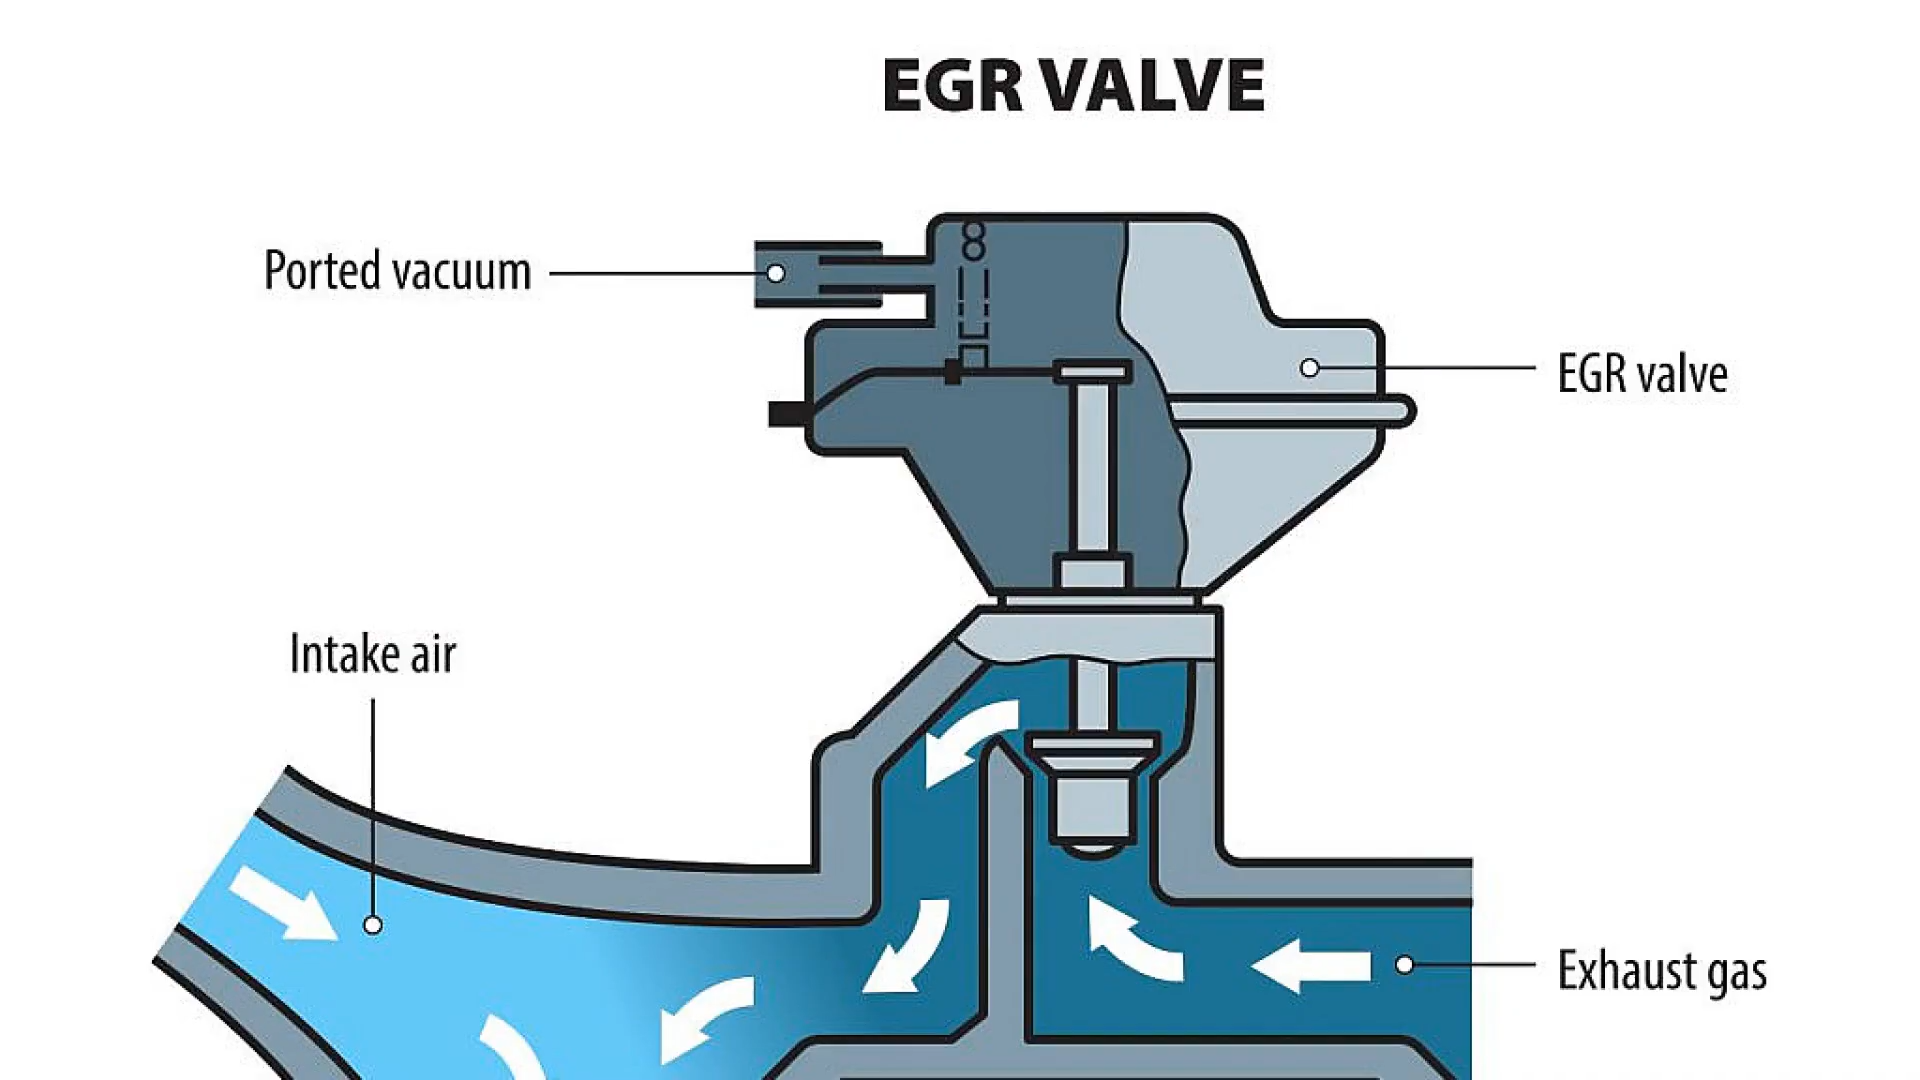 EGR VALVE
Ported vacuum
EGR valve
Intake air
Exhaust gas